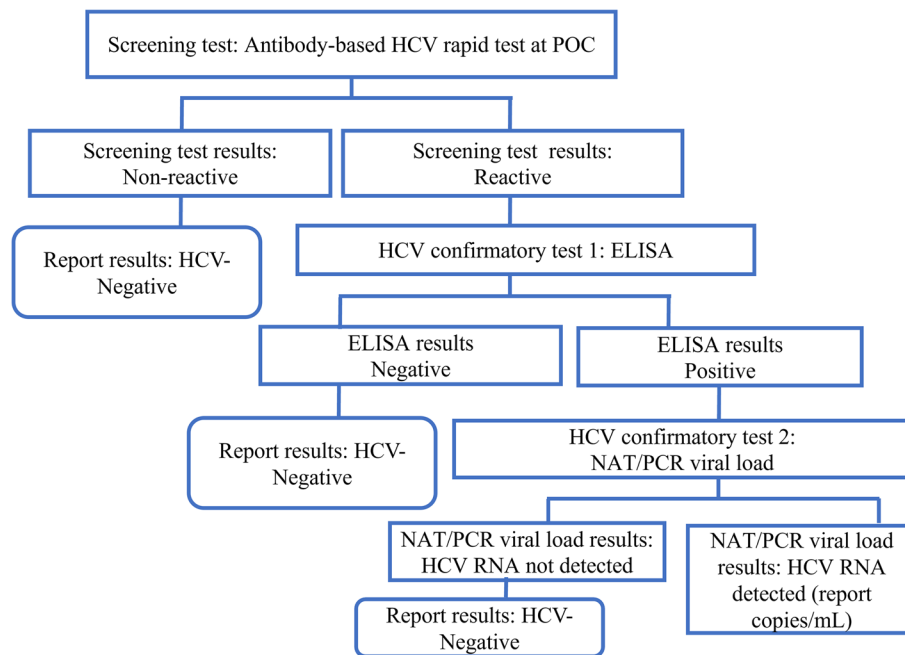 Screening test: Antibody-based HCV rapid test at POC
Screening test results:
Non-reactive
Screening test results:
Reactive
Report results: HCV-
Negative
HCV confirmatory test 1: ELISA
ELISA results
Negative
ELISA results
Positive
Report results: HCV-
Negative
HCV confirmatory test 2:
NAT/PCR viral load
NAT/PCR viral load results:
HCV RNA not detected
NAT/PCR viral load
results: HCV RNA
detected (report
copies/mL)
Report results: HCV-
Negative